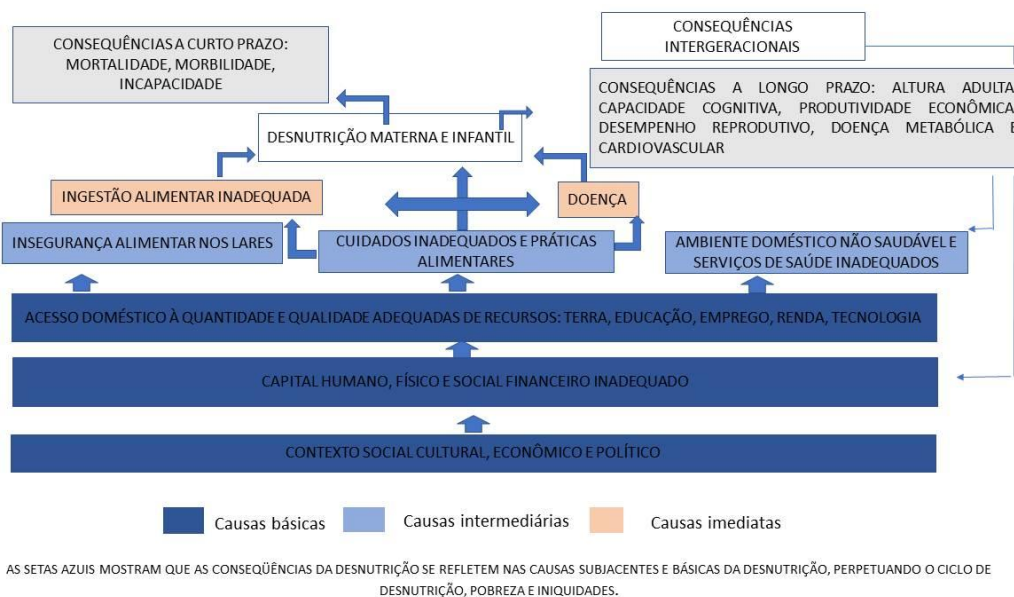 CONSEQUÊNCIAS A CURTO PRAZO:
MORTALIDADE, MORBILIDADE,
INCAPACIDADE
CONSEQUÊNCIAS
INTERGERACIONAIS
CONSEQUÊNCIAS A LONGO PRAZO: ALTURA ADULTA
CAPACIDADE COGNITIVA, PRODUTIVIDADE ECONÔMICA
DESEMPENHO REPRODUTIVO, DOENÇA METABÓLICA E
CARDIOVASCULAR
DESNUTRIÇÃO MATERNA E INFANTIL
INGESTÃO ALIMENTAR INADEQUADA
DOENÇA
INSEGURANÇA ALIMENTAR NOS LARES
CUIDADOS INADEQUADOS E PRÁTICAS
ALIMENTARES
AMBIENTE DOMÉSTICO NÃO SAUDÁVEL E
SERVIÇOS DE SAÚDE INADEQUADOS
ACESSO DOMÉSTICO À QUANTIDADE E QUALIDADE ADEQUADAS DE RECURSOS: TERRA, EDUCAÇÃO, EMPREGO, RENDA, TECNOLOGIA
CAPITAL HUMANO, FÍSICO E SOCIAL FINANCEIRO INADEQUADO
CONTEXTO SOCIAL CULTURAL, ECONÔMICO E POLÍTICO
Causas básicas
Causas intermediárias
Causas imediatas
AS SETAS AZUIS MOSTRAM QUE AS CONSEQÜÊNCIAS DA DESNUTRIÇÃO SE REFLETEM NAS CAUSAS SUBJACENTES E BÁSICAS DA DESNUTRIÇÃO, PERPETUANDO O CICLO DE
DESNUTRIÇÃO, POBREZA E INIQUIDADES.